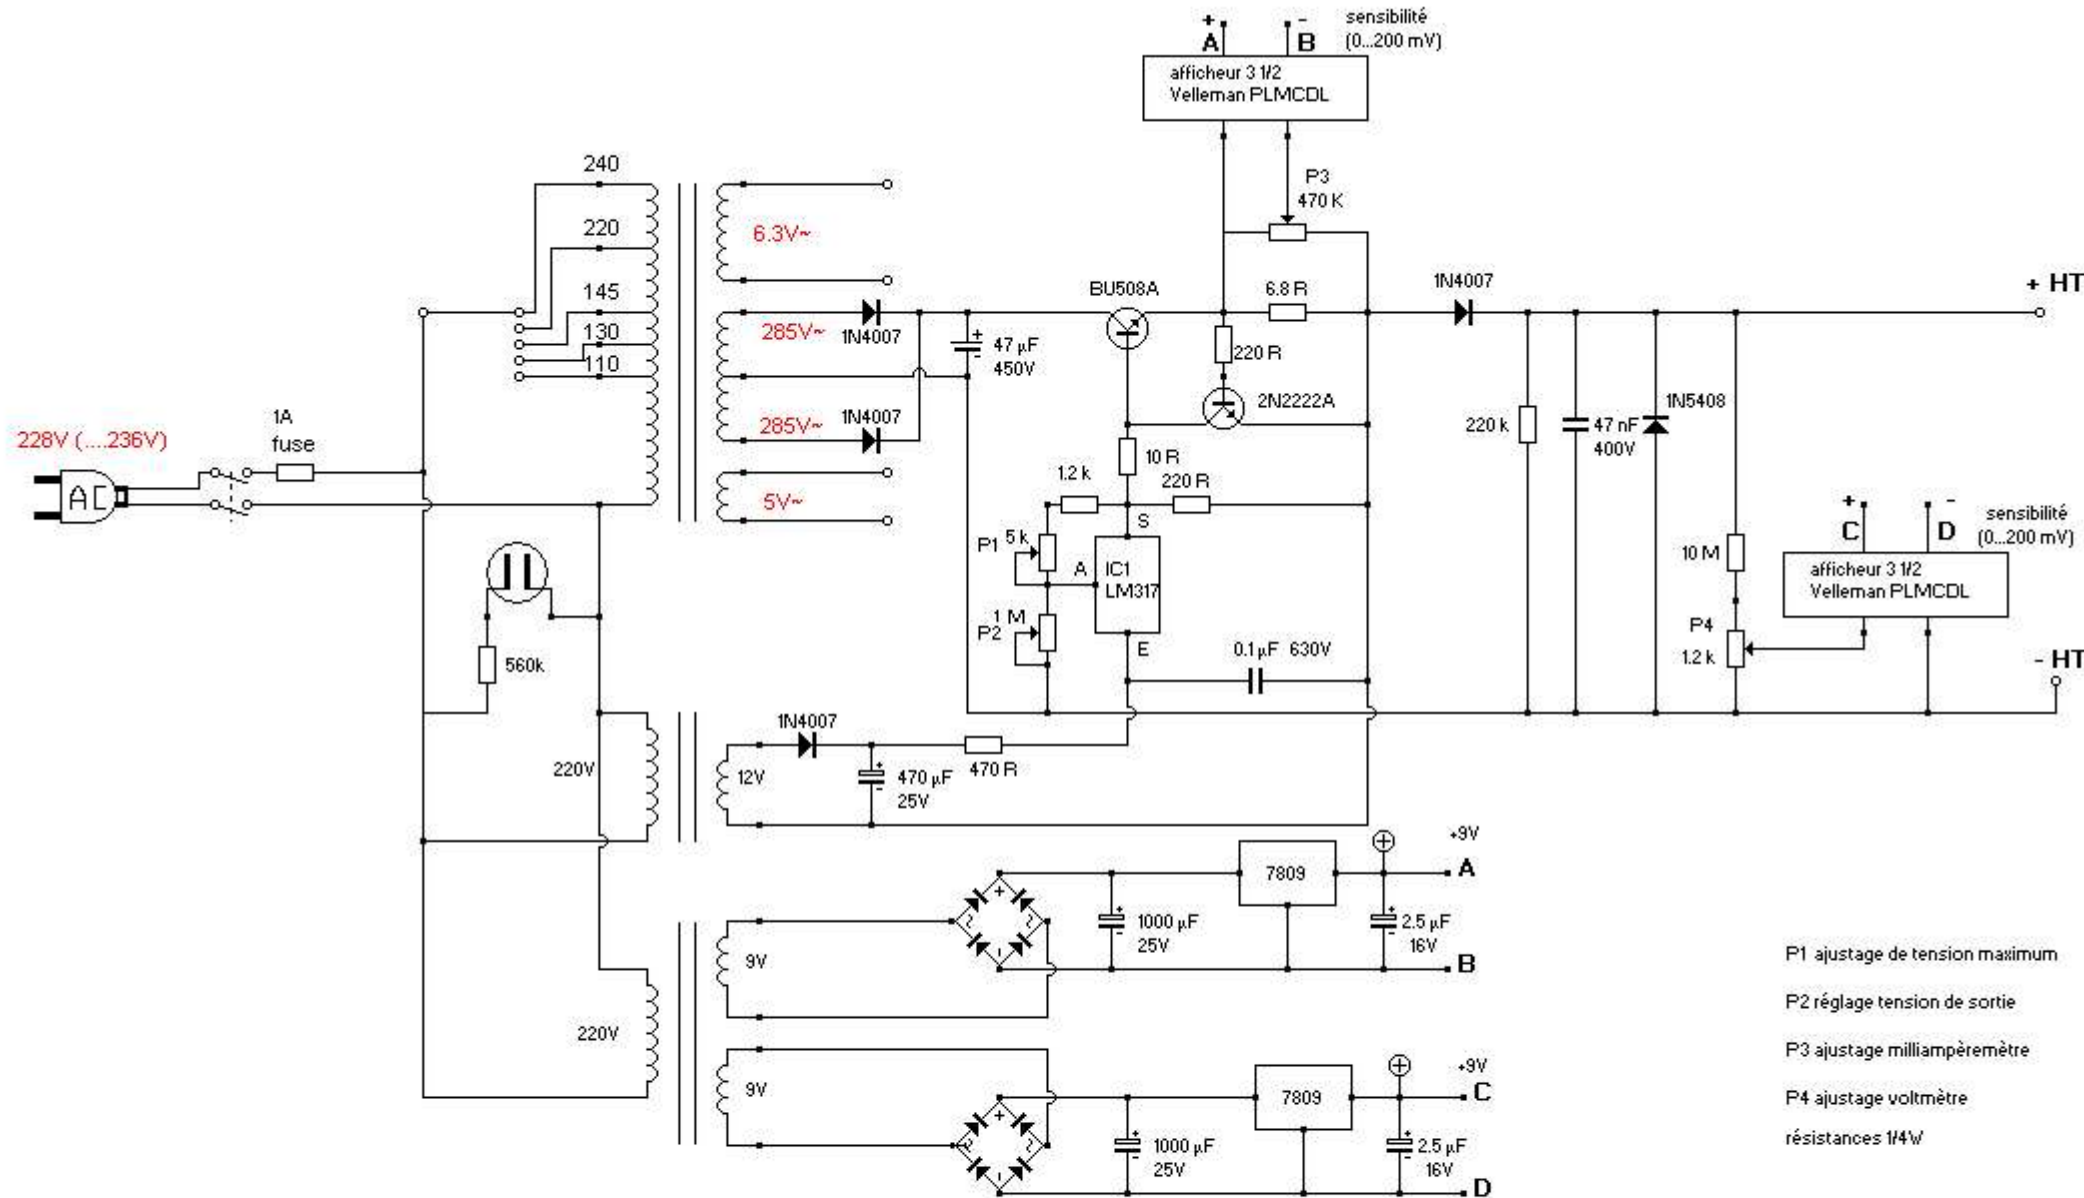 +
A
-
B
sensibilité
(0...200 mV)
afficheur 3 1/2
Velleman PLMCDL
240
220
145
130
110
6.3V~
285V~
1N4007
285V~
1N4007
5V~
47 µF
450V
+
-
BU508A
P3
470 K
6.8 R
1N4007
+ HT
220 R
2N2222A
10 R
220 R
1.2 k
S
P1
5 k
A
IC1
LM317
1 M
P2
E
0.1 µF 630V
220 k
47 nF
400V
1N5408
10 M
P4
1.2 k
+
C
-
D
sensibilité
(0...200 mV)
afficheur 3 1/2
Velleman PLMCDL
- HT
228V (....236V)
AC
1A
fuse
560k
220V
12V
1N4007
+
-
470 µF
25V
470 R
220V
9V
+
~
~
-
+
-
1000 µF
25V
7809
+
-
2.5 µF
16V
+9V
A
B
9V
+
-
+
-
1000 µF
25V
7809
+
-
2.5 µF
16V
+9V
C
D
P1 ajustage de tension maximum
P2 réglage tension de sortie
P3 ajustage milliampèremètre
P4 ajustage voltmètre
résistances 1/4W